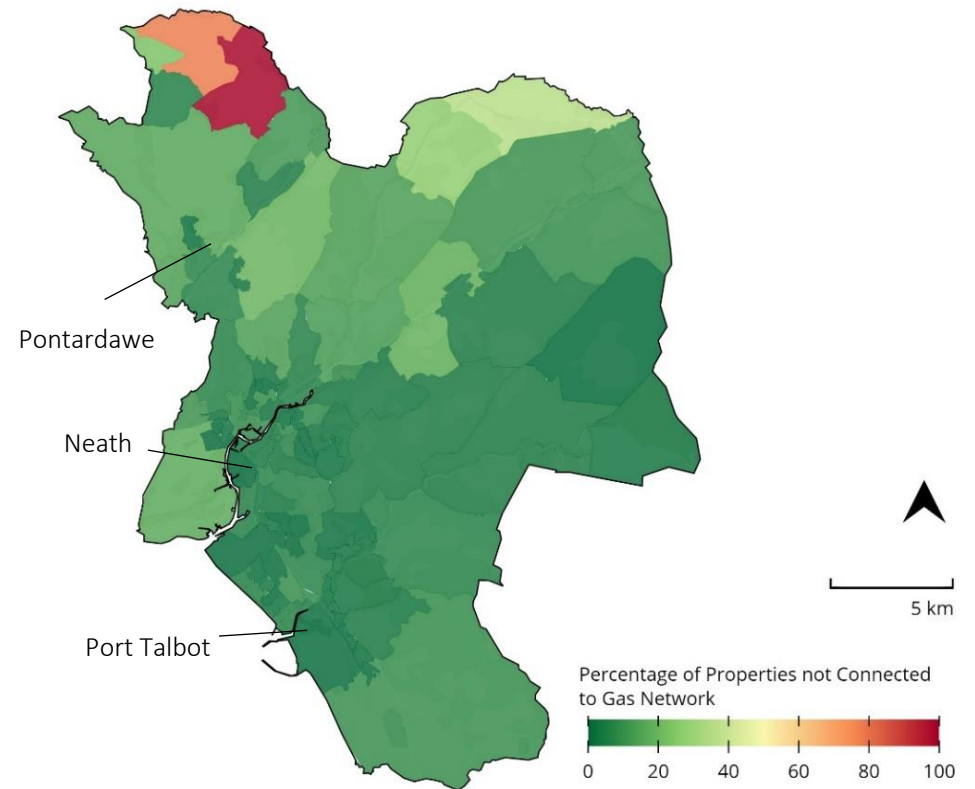 Pontardawe
Neath
Port Talbot
5 km
Percentage of Properties not Connected
to Gas Network
0 20 40 60 80 100